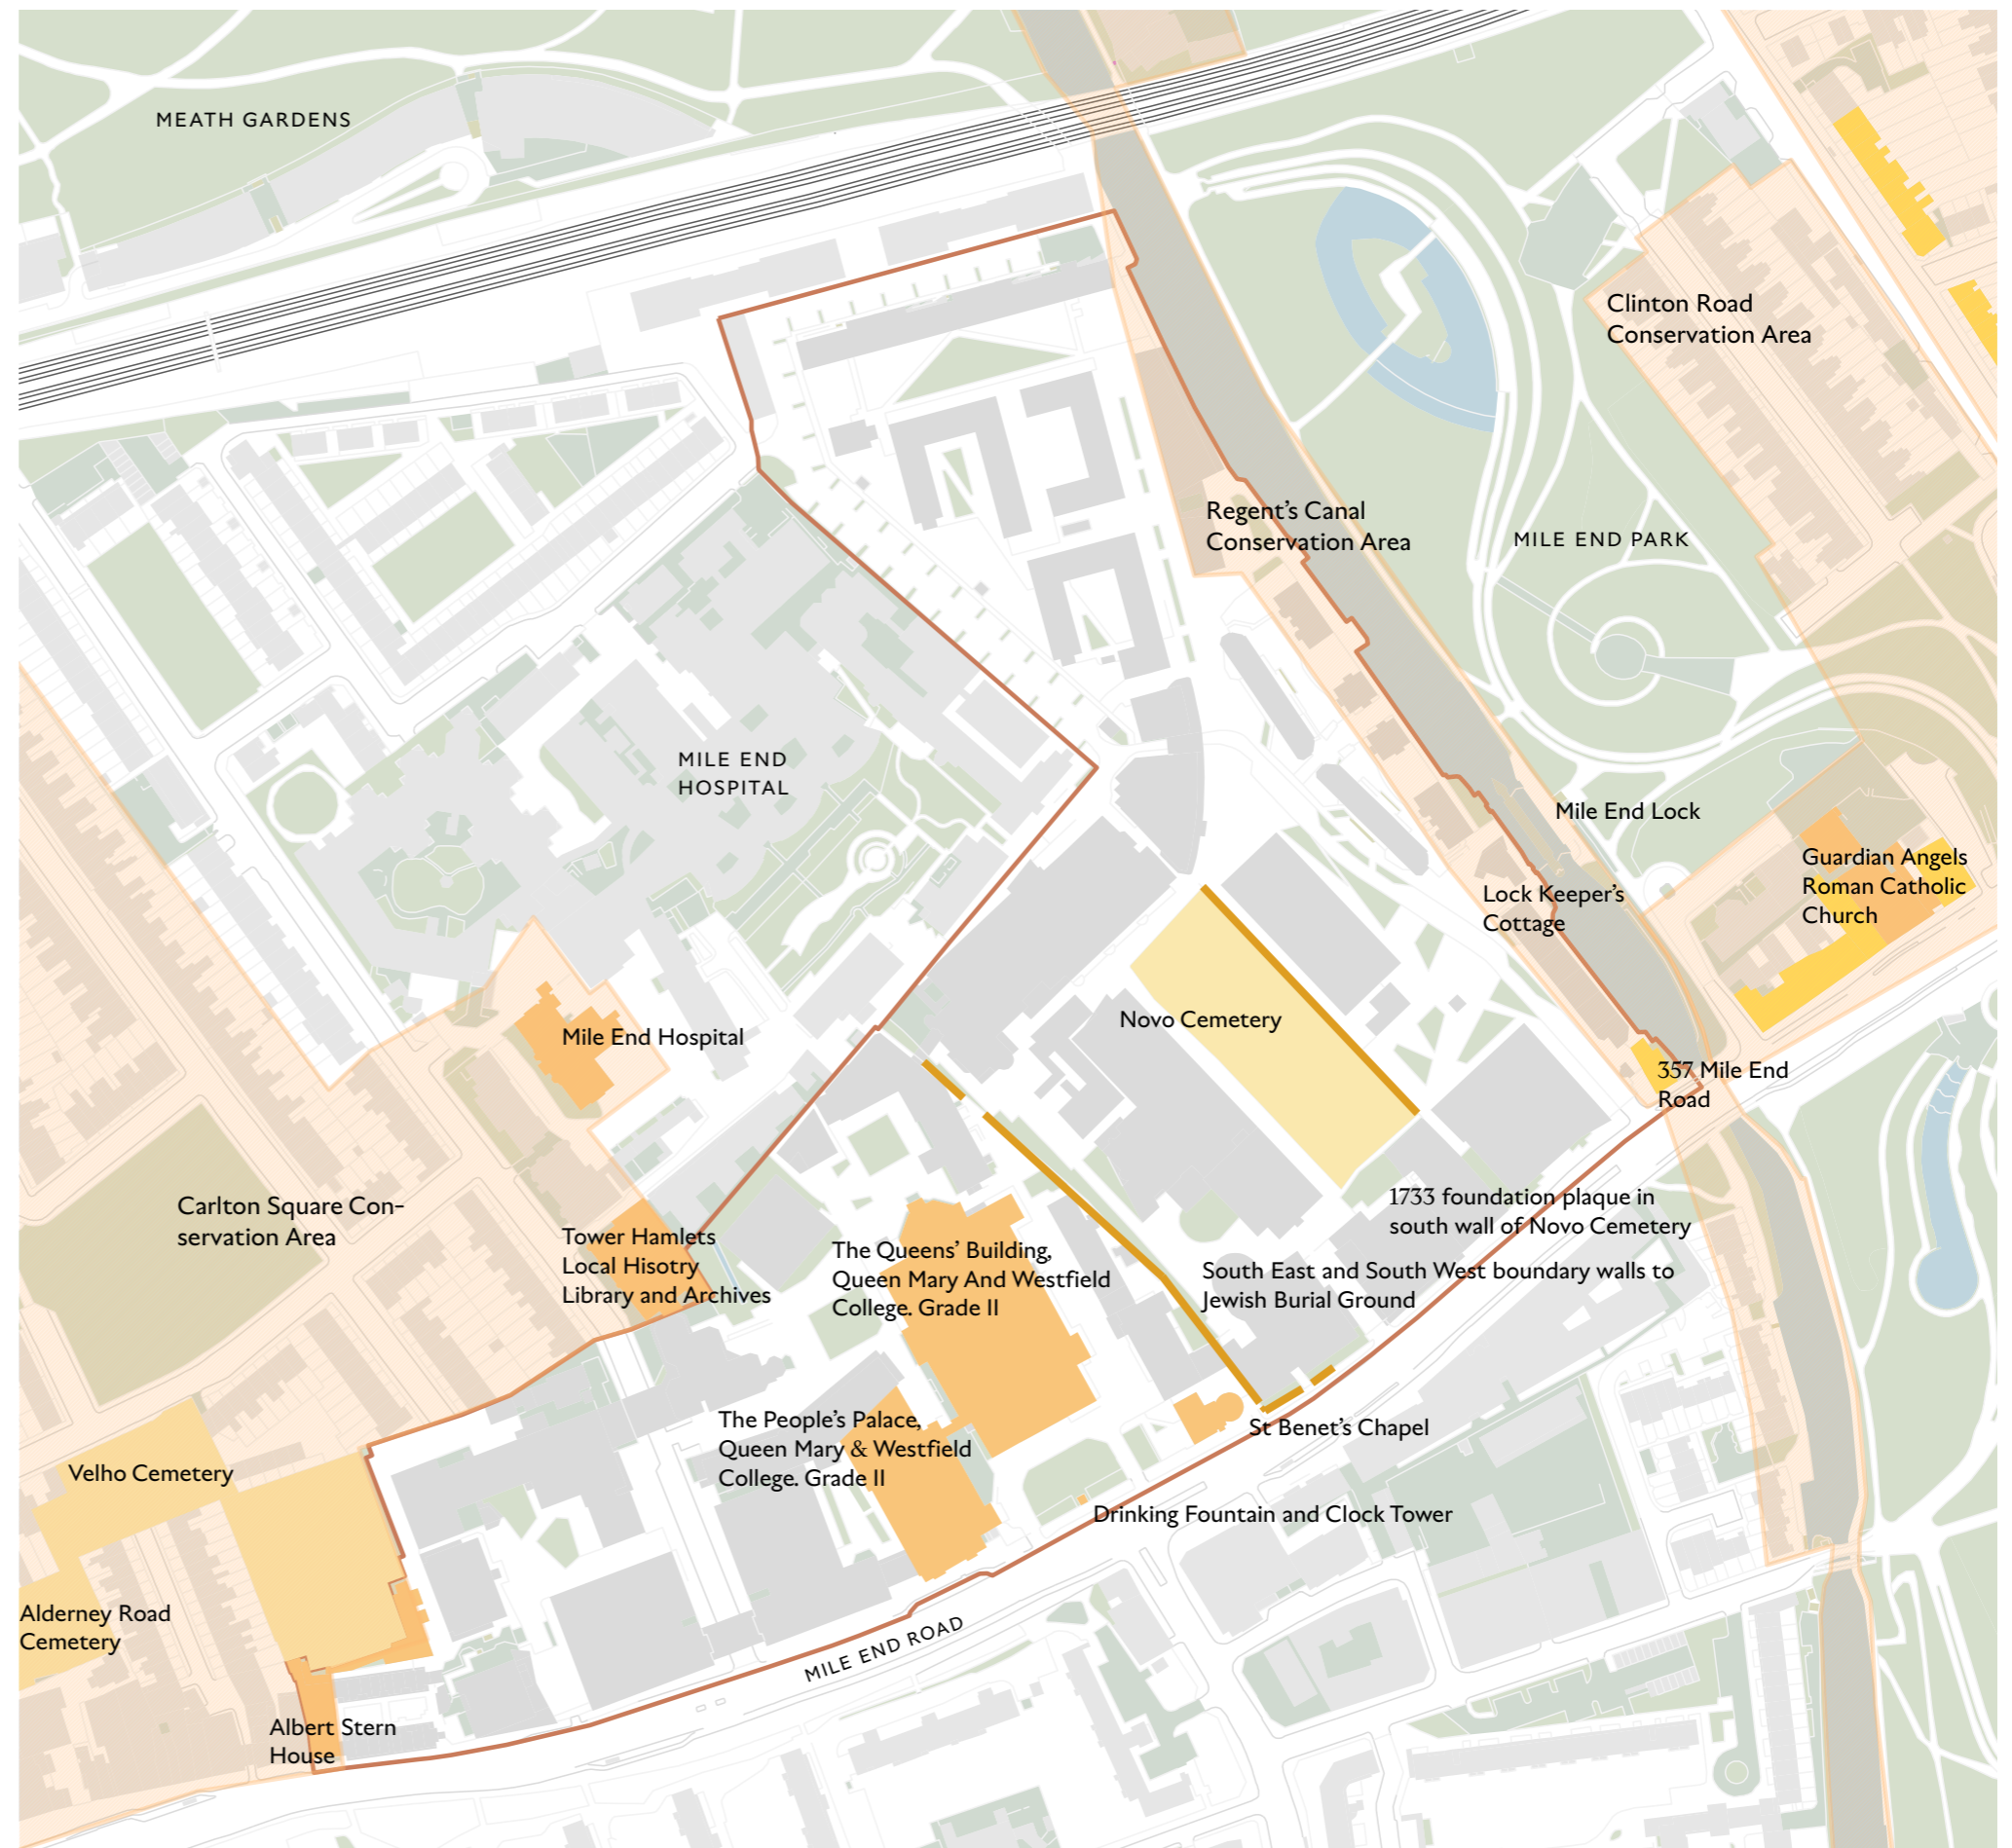 MEATH GARDENS
Clinton Road
Conservation Area
Regent's Canal
Conservation Area
MILE END PARK
MILE END
HOSPITAL
Mile End Lock
Guardian Angels
Roman Catholic
Church
Lock Keeper's
Cottage
Novo Cemetery
Mile End Hospital
357 Mile End
Road
Carlton Square Con-
servation Area
1733 foundation plaque in
south wall of Novo Cemetery
Tower Hamlets
Local Hisotry
Library and Archives
The Queens' Building,
Queen Mary And Westfield
College. Grade II
South East and South West boundary walls to
Jewish Burial Ground
The People's Palace,
Queen Mary & Westfield
College. Grade II
St Benet's Chapel
Velho Cemetery
Drinking Fountain and Clock Tower
Alderney Road
Cemetery
MILE END ROAD
Albert Stern
House